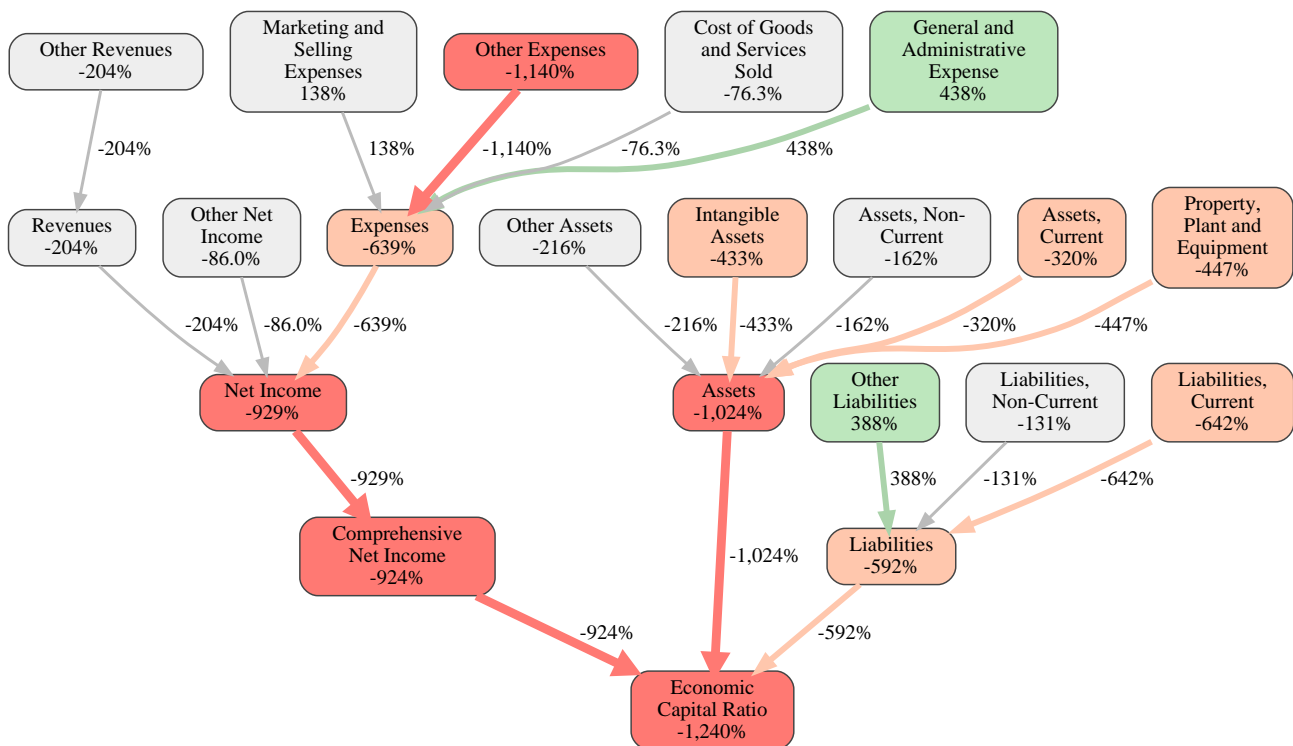 Other Revenues
-204%
Marketing and
Selling
Expenses
138%
Other Expenses
-1,140%
Cost of Goods
and Services
Sold
-76.3%
General and
and Administrative
Expense
438%
-204%
138%
-1,140%
-76.3%
438%
Revenues
-204%
Other Net
Income
-86.0%
Expenses
-639%
Other Assets
-216%
Intangible
Assets
-433%
Assets, Non-
Current
-162%
Assets,
Current
-320%
Property,
Plant and
Equipment
-447%
-204%
-86.0%
-639%
-216%
-433%
-162%
-320%
-447%
Net Income
-929%
Assets
-1,024%
Other
Liabilities
388%
Liabilities,
Non-Current
-131%
Liabilities,
Current
-642%
-929%
388%
-131%
-642%
Comprehensive
Net Income
-924%
-1,024%
Liabilities
-592%
-924%
-592%
Economic
Capital Ratio
-1,240%